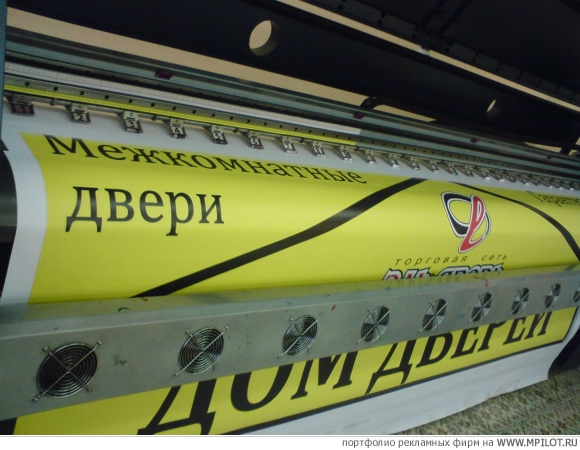 Межкомнатные
двери
торговая сеть
ДОМ ДВЕРЕЙ
портфолио рекламных фирм на WWW.MPILOT.RU